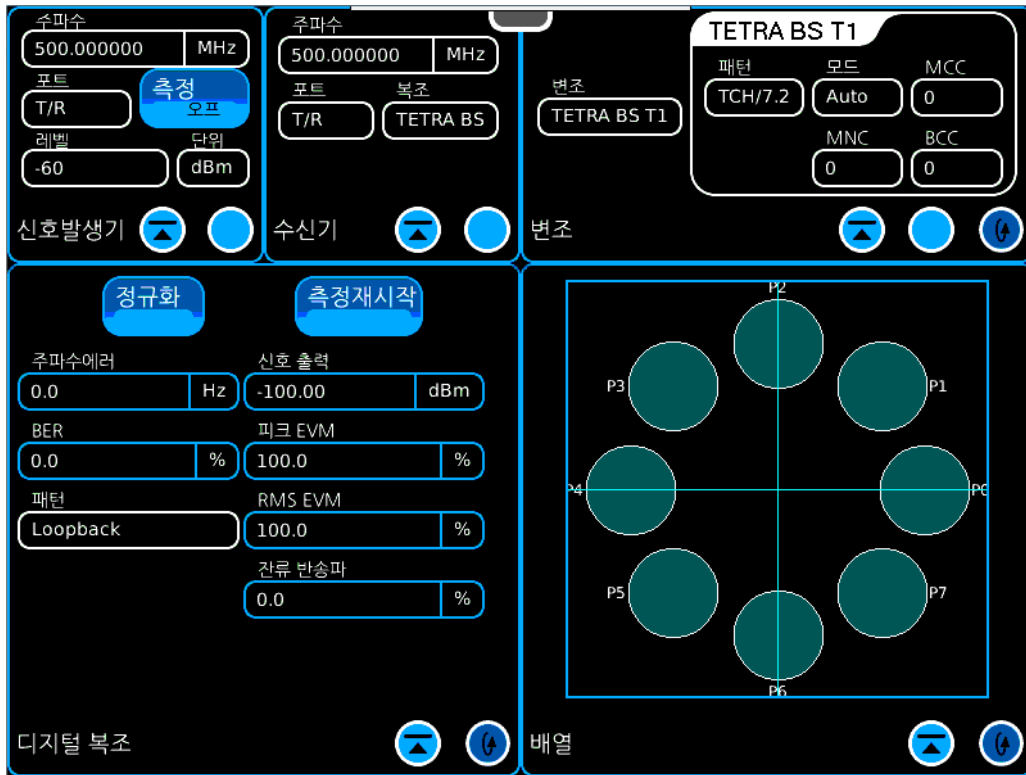 주파수
500.000000 MHz
포트
측정
오프
T/R
레벨 단위
-60 dBm
신호발생기
주파수
500.000000 MHz
포트 복조
T/R TETRA BS
수신기
변조
TETRA BS T1
TETRA BS T1
패턴 모드 MCC
TCH/7.2 Auto 0
MNC BCC
0 0
변조
정규화 측정재시작
주파수에러 신호 출력
0.0 Hz -100.00 dBm
BER 피크 EVM
0.0 % 100.0 %
패턴 RMS EVM
Loopback 100.0 %
잔류 반송파
0.0 %
디지털 복조
P2
P3 P1
P4 P0
P5 P7
P6
배열